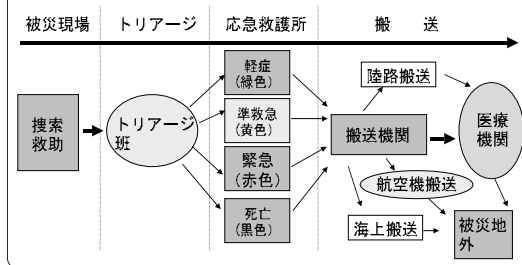 被災現場 トリアージ 応急救護所 搬 送
捜索
救助
トリアージ
班
軽症
(緑色)
準救急
(黄色)
緊急
(赤色)
死亡
(黒色)
搬送機関
陸路搬送
航空機搬送
海上搬送
医療
機関
被災地
外